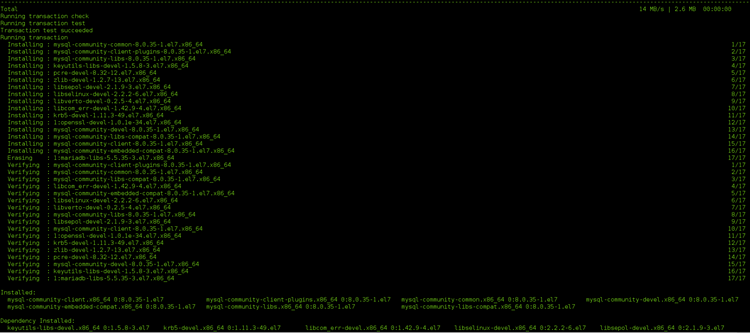 Total 14 MB/s | 2.6 MB 00:00:00
Running transaction check
Running transaction test
Transaction test succeeded
Running transaction
Installing : mysql-community-common-8.0.35-1.el7.x86_64 1/17
Installing : mysql-community-client-plugins-8.0.35-1.el7.x86_64 2/17
Installing : mysql-community-libs-8.0.35-1.el7.x86_64 3/17
Installing : keyutils-libs-devel-1.5.8-3.el7.x86_64 4/17
Installing : pcre-devel-8.32-12.el7.x86_64 5/17
Installing : zlib-devel-1.2.7-13.el7.x86_64 6/17
Installing : libsepol-devel-2.1.9-3.el7.x86_64 7/17
Installing : libselinux-devel-2.2.2-6.el7.x86_64 8/17
Installing : libverto-devel-0.2.5-4.el7.x86_64 9/17
Installing : libcom_err-devel-1.42.9-4.el7.x86_64 10/17
Installing : krb5-devel-1.11.3-49.el7.x86_64 11/17
Installing : 1:openssl-devel-1.0.1e-34.el7.x86_64 12/17
Installing : mysql-community-devel-8.0.35-1.el7.x86_64 13/17
Installing : mysql-community-libs-compat-8.0.35-1.el7.x86_64 14/17
Installing : mysql-community-client-8.0.35-1.el7.x86_64 15/17
Installing : mysql-community-embedded-compat-8.0.35-1.el7.x86_64 16/17
Erasing : 1:mariadb-libs-5.5.35-3.el7.x86_64 17/17
Verifying : mysql-community-client-plugins-8.0.35-1.el7.x86_64 1/17
Verifying : mysql-community-common-8.0.35-1.el7.x86_64 2/17
Verifying : mysql-community-libs-compat-8.0.35-1.el7.x86_64 3/17
Verifying : libcom_err-devel-1.42.9-4.el7.x86_64 4/17
Verifying : mysql-community-embedded-compat-8.0.35-1.el7.x86_64 5/17
Verifying : libselinux-devel-2.2.2-6.el7.x86_64 6/17
Verifying : libverto-devel-0.2.5-4.el7.x86_64 7/17
Verifying : mysql-community-libs-8.0.35-1.el7.x86_64 8/17
Verifying : libsepol-devel-2.1.9-3.el7.x86_64 9/17
Verifying : mysql-community-client-8.0.35-1.el7.x86_64 10/17
Verifying : 1:openssl-devel-1.0.1e-34.el7.x86_64 11/17
Verifying : krb5-devel-1.11.3-49.el7.x86_64 12/17
Verifying : zlib-devel-1.2.7-13.el7.x86_64 13/17
Verifying : pcre-devel-8.32-12.el7.x86_64 14/17
Verifying : mysql-community-devel-8.0.35-1.el7.x86_64 15/17
Verifying : keyutils-libs-devel-1.5.8-3.el7.x86_64 16/17
Verifying : 1:mariadb-libs-5.5.35-3.el7.x86_64 17/17
Installed:
mysql-community-client.x86_64 0:8.0.35-1.el7 mysql-community-client-plugins.x86_64 0:8.0.35-1.el7 mysql-community-common.x86_64 0:8.0.35-1.el7 mysql-community-devel.x86_64 0:8.0.35-1.el7
mysql-community-embedded-compat.x86_64 0:8.0.35-1.el7 mysql-community-libs.x86_64 0:8.0.35-1.el7 mysql-community-libs-compat.x86_64 0:8.0.35-1.el7
Dependency Installed:
keyutils-libs-devel.x86_64 0:1.5.8-3.el7 krb5-devel.x86_64 0:1.11.3-49.el7 libcom_err-devel.x86_64 0:1.42.9-4.el7 libselinux-devel.x86_64 0:2.2.2-6.el7 libsepol-devel.x86_64 0:2.1.9-3.el7